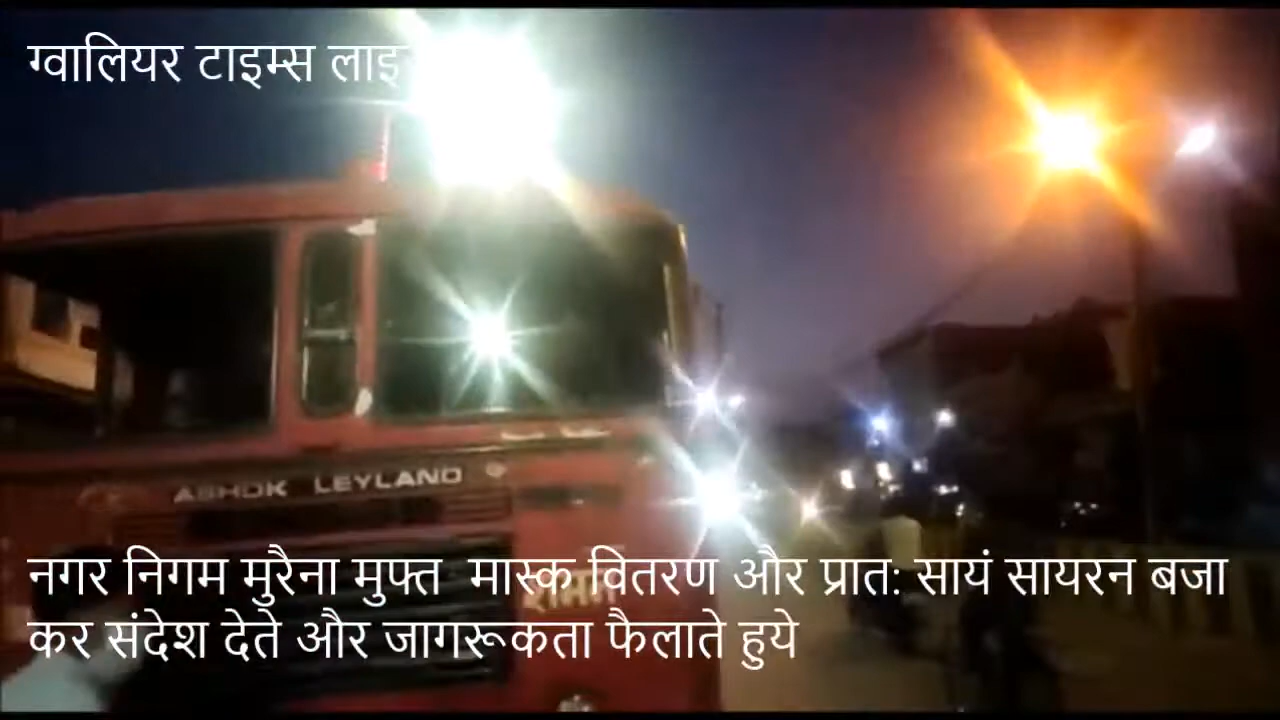 ग्वालियर टाइम्स लाइ
ASHOK LEYLAND
नगर निगम मुरैना मुफ्त मास्क वितरण और प्रात: सायं सायरन बजा
कर संदेश देते और जागरूकता फैलाते हुये